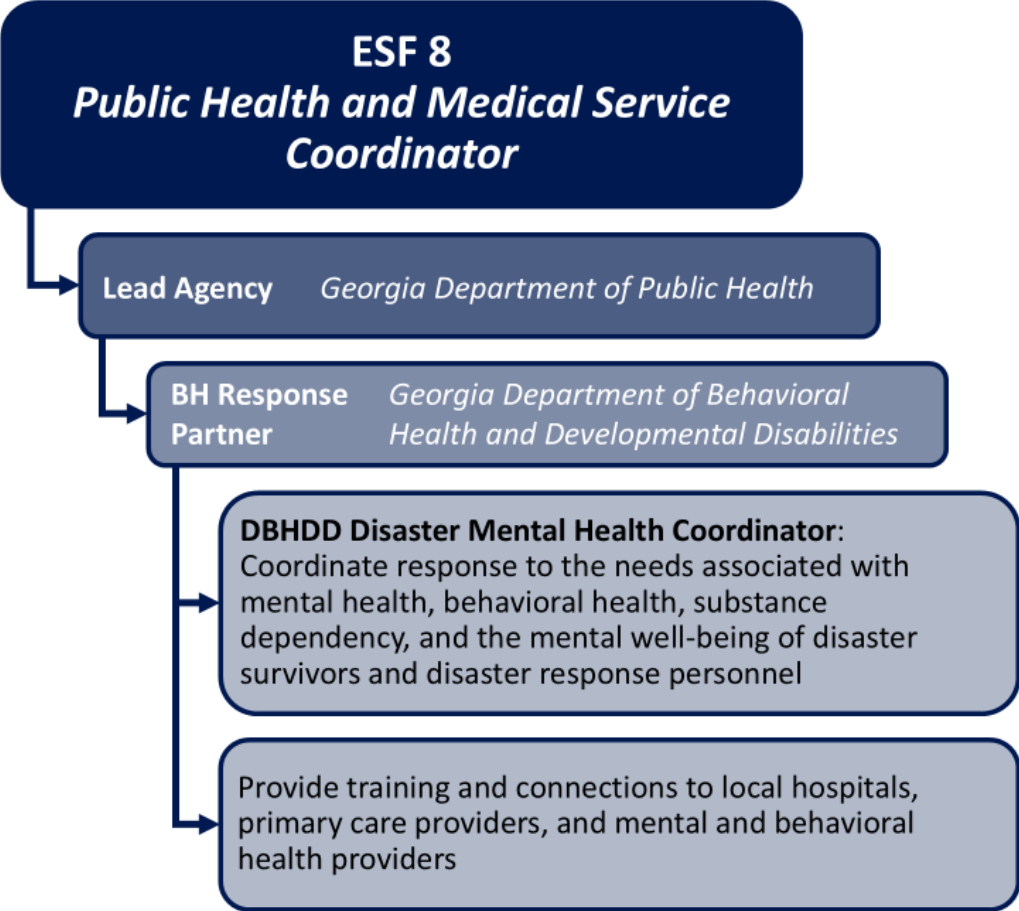 ESF 8
Public Health and Medical Service
Coordinator
Lead Agency Georgia Department of Public Health
BH Response Georgia Department of Behavioral
Partner Health and Developmental Disabilities
DBHDD Disaster Mental Health Coordinator:
Coordinate response to the needs associated with
mental health, behavioral health, substance
dependency, and the mental well-being of disaster
survivors and disaster response personnel
Provide training and connections to local hospitals,
primary care providers, and mental and behavioral
health providers